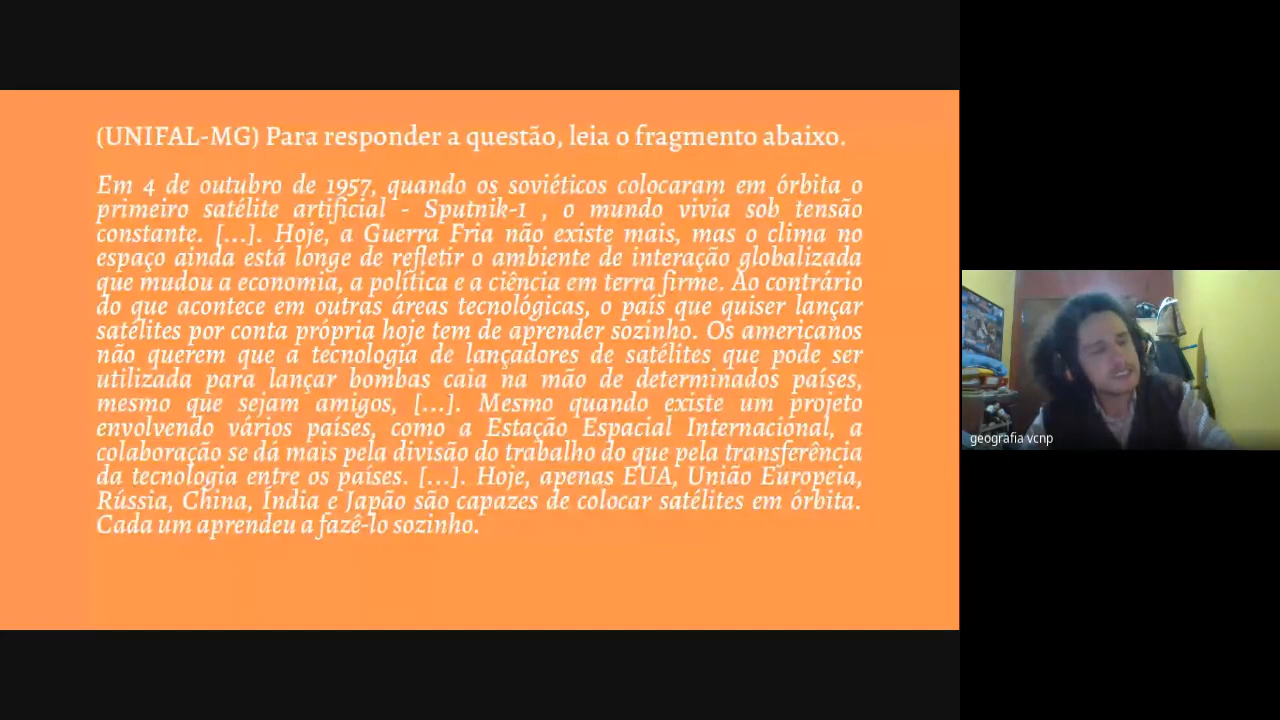 (UNIFAL-MG) Para responder a questão, leia o fragmento abaixo.
Em 4 de outubro de 1957, quando os soviéticos colocaram em órbita o
primeiro satélite artificial - Sputnik-1 , o mundo vivia sob tensão
constante. [...]. Hoje, a Guerra Fria não existe mais, mas o clima no
espaço ainda está longe de refletir o ambiente de interação globalizada
que mudou a economia, a política e a ciência em terra firme. Ao contrário
do que acontece em outras áreas tecnológicas, o país que quiser lançar
satélites por conta própria hoje tem de aprender sozinho. Os americanos
não querem que a tecnologia de lançadores de satélites que pode ser
utilizada para lançar bombas caia na mão de determinados países,
mesmo que sejam amigos, [...]. Mesmo quando existe um projeto
envolvendo vários países, como a Estação Espacial Internacional, a
colaboração se dá mais pela divisão do trabalho do que pela transferência
da tecnologia entre os países. [...]. Hoje, apenas EUA, União Europeia,
Rússia, China, Índia e Japão são capazes de colocar satélites em órbita.
Cada um aprendeu a fazê-lo sozinho.
geografia vcnp